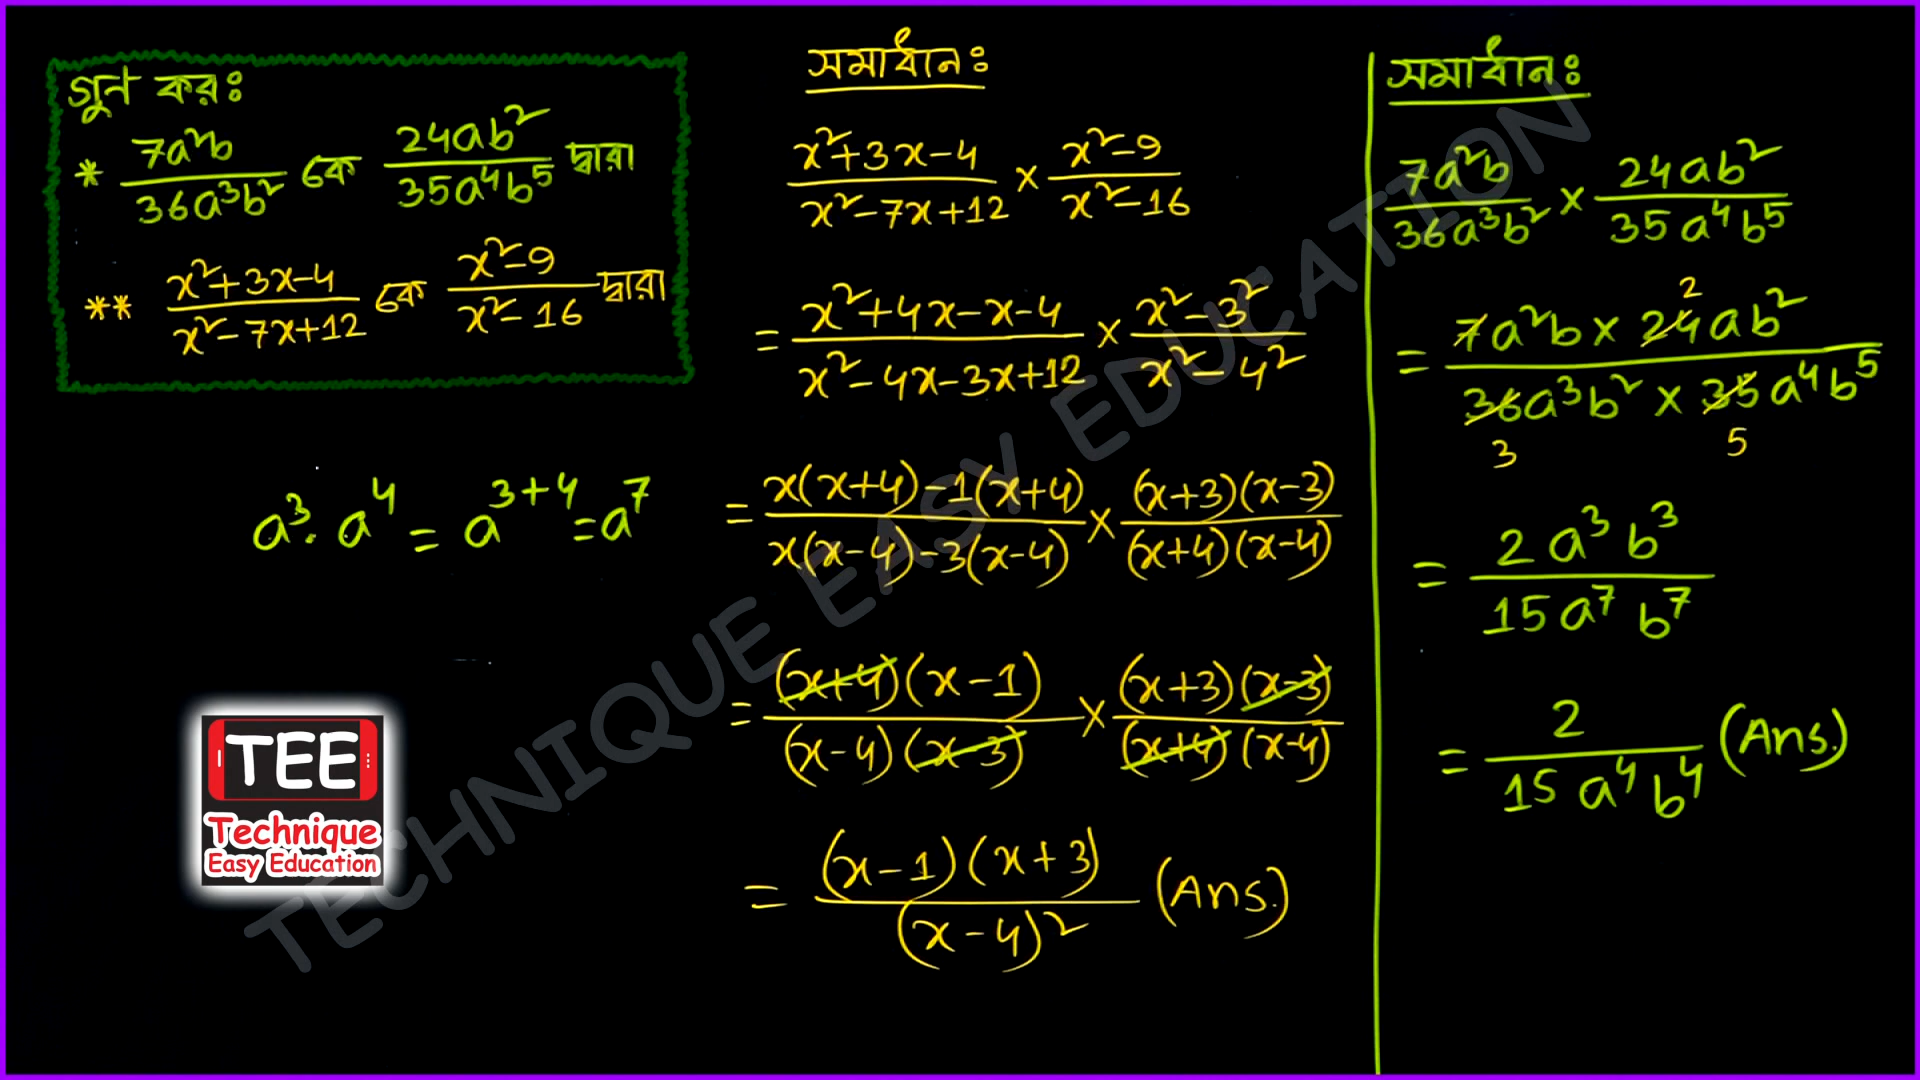 গুণ করঃ
* 7a²b/36a³b² কে 24ab²/35a⁴b⁵ দ্বারা
** x²+3x-4/x²-7x+12 কে x²-9/x²-16 দ্বারা
a³·a⁴ = a³⁺⁴ = a⁷
TEE
Technique
Easy Education
সমাধানঃ
x²+3x-4/x²-7x+12 × x²-9/x²-16
= x²+4x-x-4/x²-4x-3x+12 × x²-3²/x²-4²
= x(x+4)-1(x+4)/x(x-4)-3(x-4) × (x+3)(x-3)/(x+4)(x-4)
= (x+4)(x-1)/(x-4)(x-3) × (x+3)(x-3)/(x+4)(x-4)
= (x-1)(x+3)/(x-4)² (Ans.)
সমাধানঃ
7a²b/36a³b² × 24ab²/35a⁴b⁵
2
= 7a²b × 24ab²/36a³b² × 35a⁴b⁵
3 5
= 2a³b³/15a⁷b⁷
= 2/15a⁴b⁴ (Ans.)
TECHNIQUE EASY EDUCATION